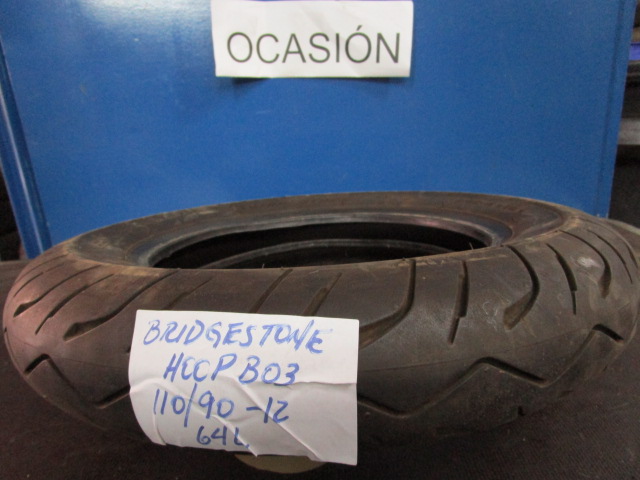 OCASIÓN
BRIDGESTONE
HOOP B03
110/90-12
64L